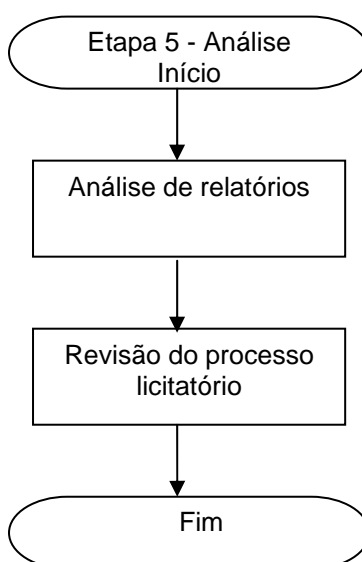 Etapa 5 - Análise
Início
Análise de relatórios
Revisão do processo
licitatório
Fim